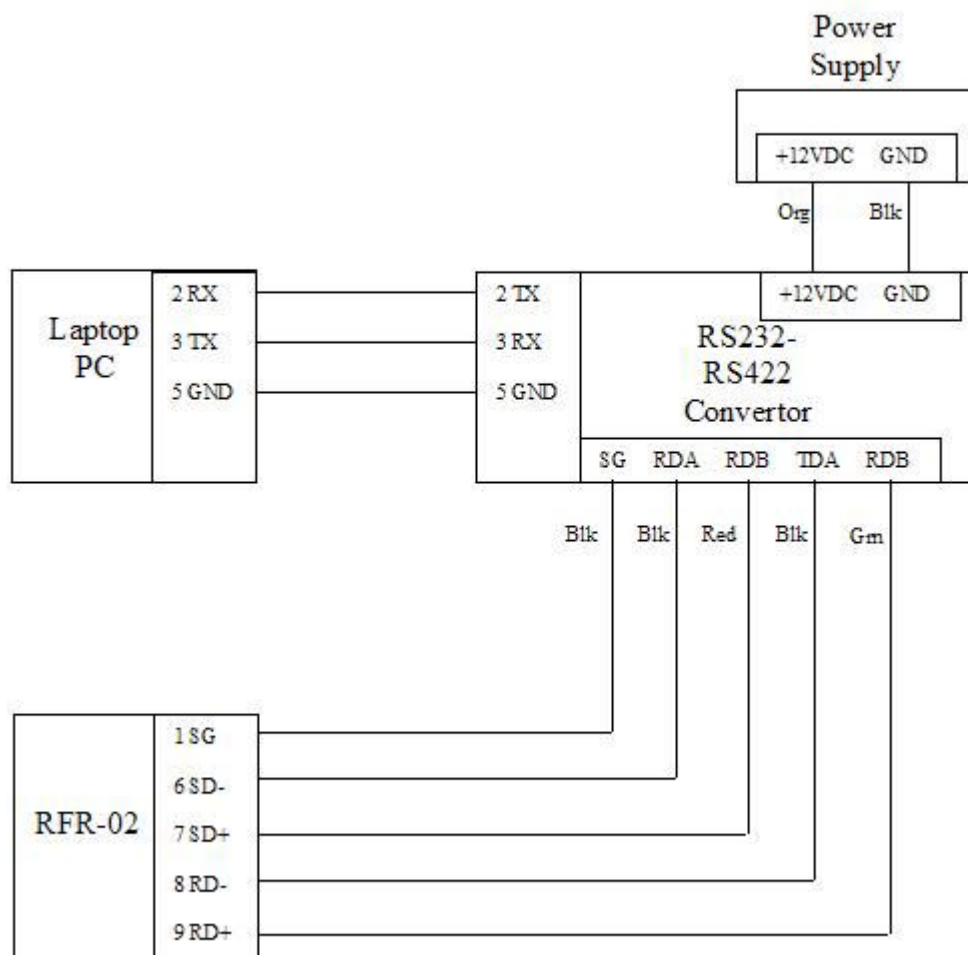 Power
Supply
+12VDC GND
Org Blk
2 RX
3 TX
5 GND
Laptop
PC
2 TX
3 RX
5 GND
+12VDC GND
RS232-
RS422
Convertor
SG RDA RDB TDA RDB
Blk Blk Red Blk Grn
RFR-02
1 SG
6 SD-
7 SD+
8 RD-
9 RD+